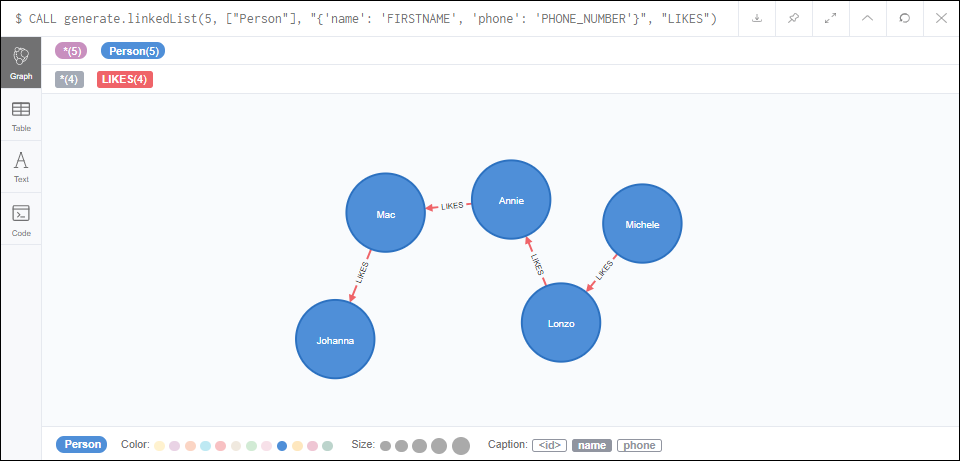 $ CALL generate.linkedList(5, ["Person"], "{'name': 'FIRSTNAME', 'phone': 'PHONE_NUMBER'}", "LIKES")
*(5) Person(5)
Graph
*(4) LIKES(4)
Table
Text
Code
Mac
LIKES
Annie
Michele
LIKES
LIKES
LIKES
Johanna
Lonzo
Person Color: Size: Caption: <id> name phone